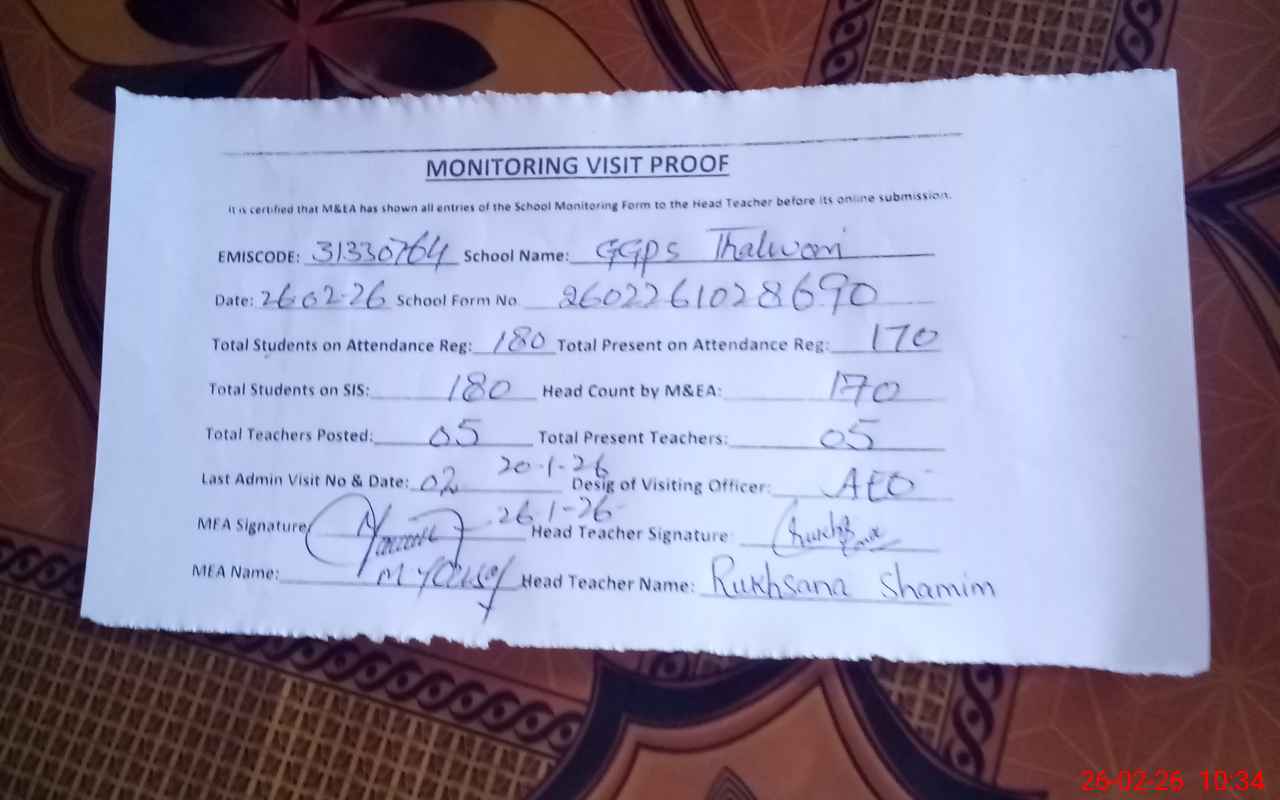 MONITORING VISIT PROOF
It is certified that M&EA has shown all entries of the School Monitoring Form to the Head Teacher before its online submission.
EMISCODE: 31330764 School Name: GGPS Thalwari
Date: 26-02-26 School Form No 2602261028690
Total Students on Attendance Reg: 180 Total Present on Attendance Reg: 170
Total Students on SIS: 180 Head Count by M&EA: 170
Total Teachers Posted: 05 Total Present Teachers: 05
Last Admin Visit No & Date: 02 20-1-26 Desig of Visiting Officer: AEO
26-1-26
MEA Signature Head Teacher Signature
MEA Name: M Yousaf Head Teacher Name: Rukhsana Shamim
26-02-26 10:34